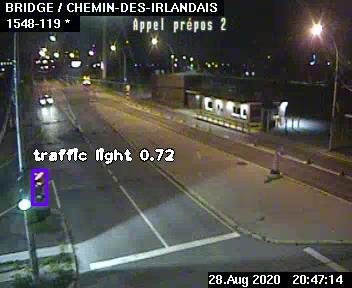 BRIDGE / CHEMIN-DES-IRLANDAIS
1548-119 *
Appel prépos 2
traffic light 0.72
28.Aug 2020 20:47:14